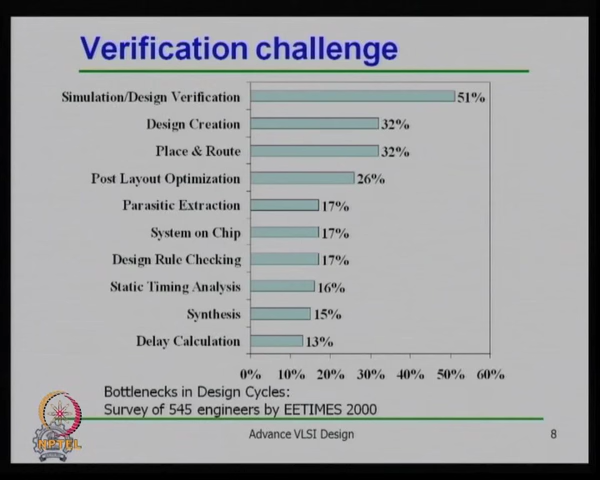 Verification challenge
Simulation/Design Verification 51%
Design Creation 32%
Place & Route 32%
Post Layout Optimization 26%
Parasitic Extraction 17%
System on Chip 17%
Design Rule Checking 17%
Static Timing Analysis 16%
Synthesis 15%
Delay Calculation 13%
0% 10% 20% 30% 40% 50% 60%
Bottlenecks in Design Cycles:
Survey of 545 engineers by EETIMES 2000
NPTEL
Advance VLSI Design 8